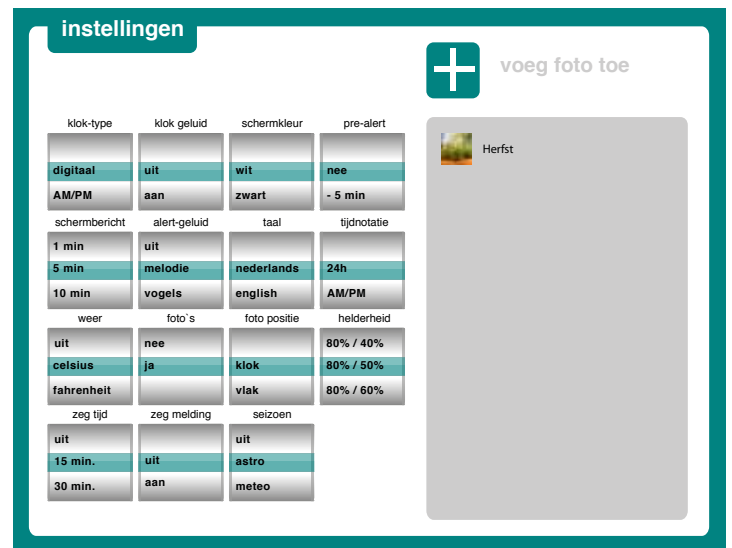 instellingen
voeg foto toe
klok-type klok geluid schermkleur pre-alert
digitaal uit wit nee
AM/PM aan zwart - 5 min
schermbericht alert-geluid taal tijdnotatie
1 min uit
5 min melodie nederlands 24h
10 min vogels english AM/PM
weer foto`s foto positie helderheid
uit nee 80% / 40%
celsius ja klok 80% / 50%
fahrenheit vlak 80% / 60%
zeg tijd zeg melding seizoen
uit uit
15 min. uit astro
30 min. aan meteo
Herfst